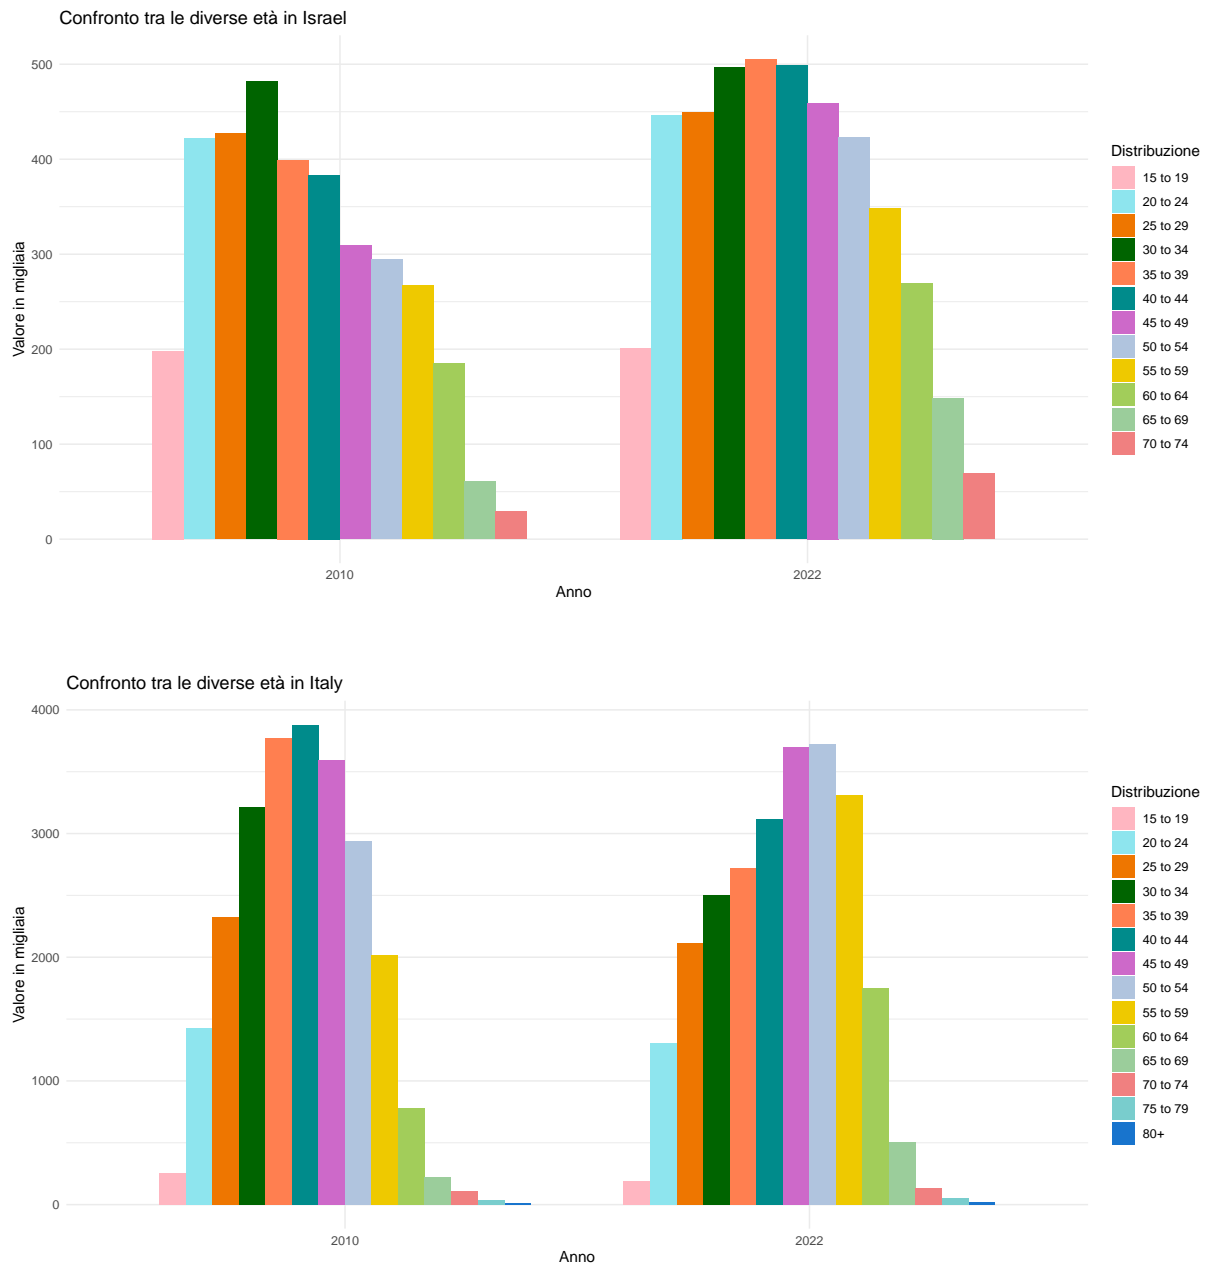 Confronto tra le diverse età in Israel
500
400
300
200
100
0
Valore in migliaia
2010
2022
Anno
Distribuzione
15 to 19
20 to 24
25 to 29
30 to 34
35 to 39
40 to 44
45 to 49
50 to 54
55 to 59
60 to 64
65 to 69
70 to 74
Confronto tra le diverse età in Italy
4000
3000
2000
1000
0
Valore in migliaia
2010
2022
Anno
Distribuzione
15 to 19
20 to 24
25 to 29
30 to 34
35 to 39
40 to 44
45 to 49
50 to 54
55 to 59
60 to 64
65 to 69
70 to 74
75 to 79
80+